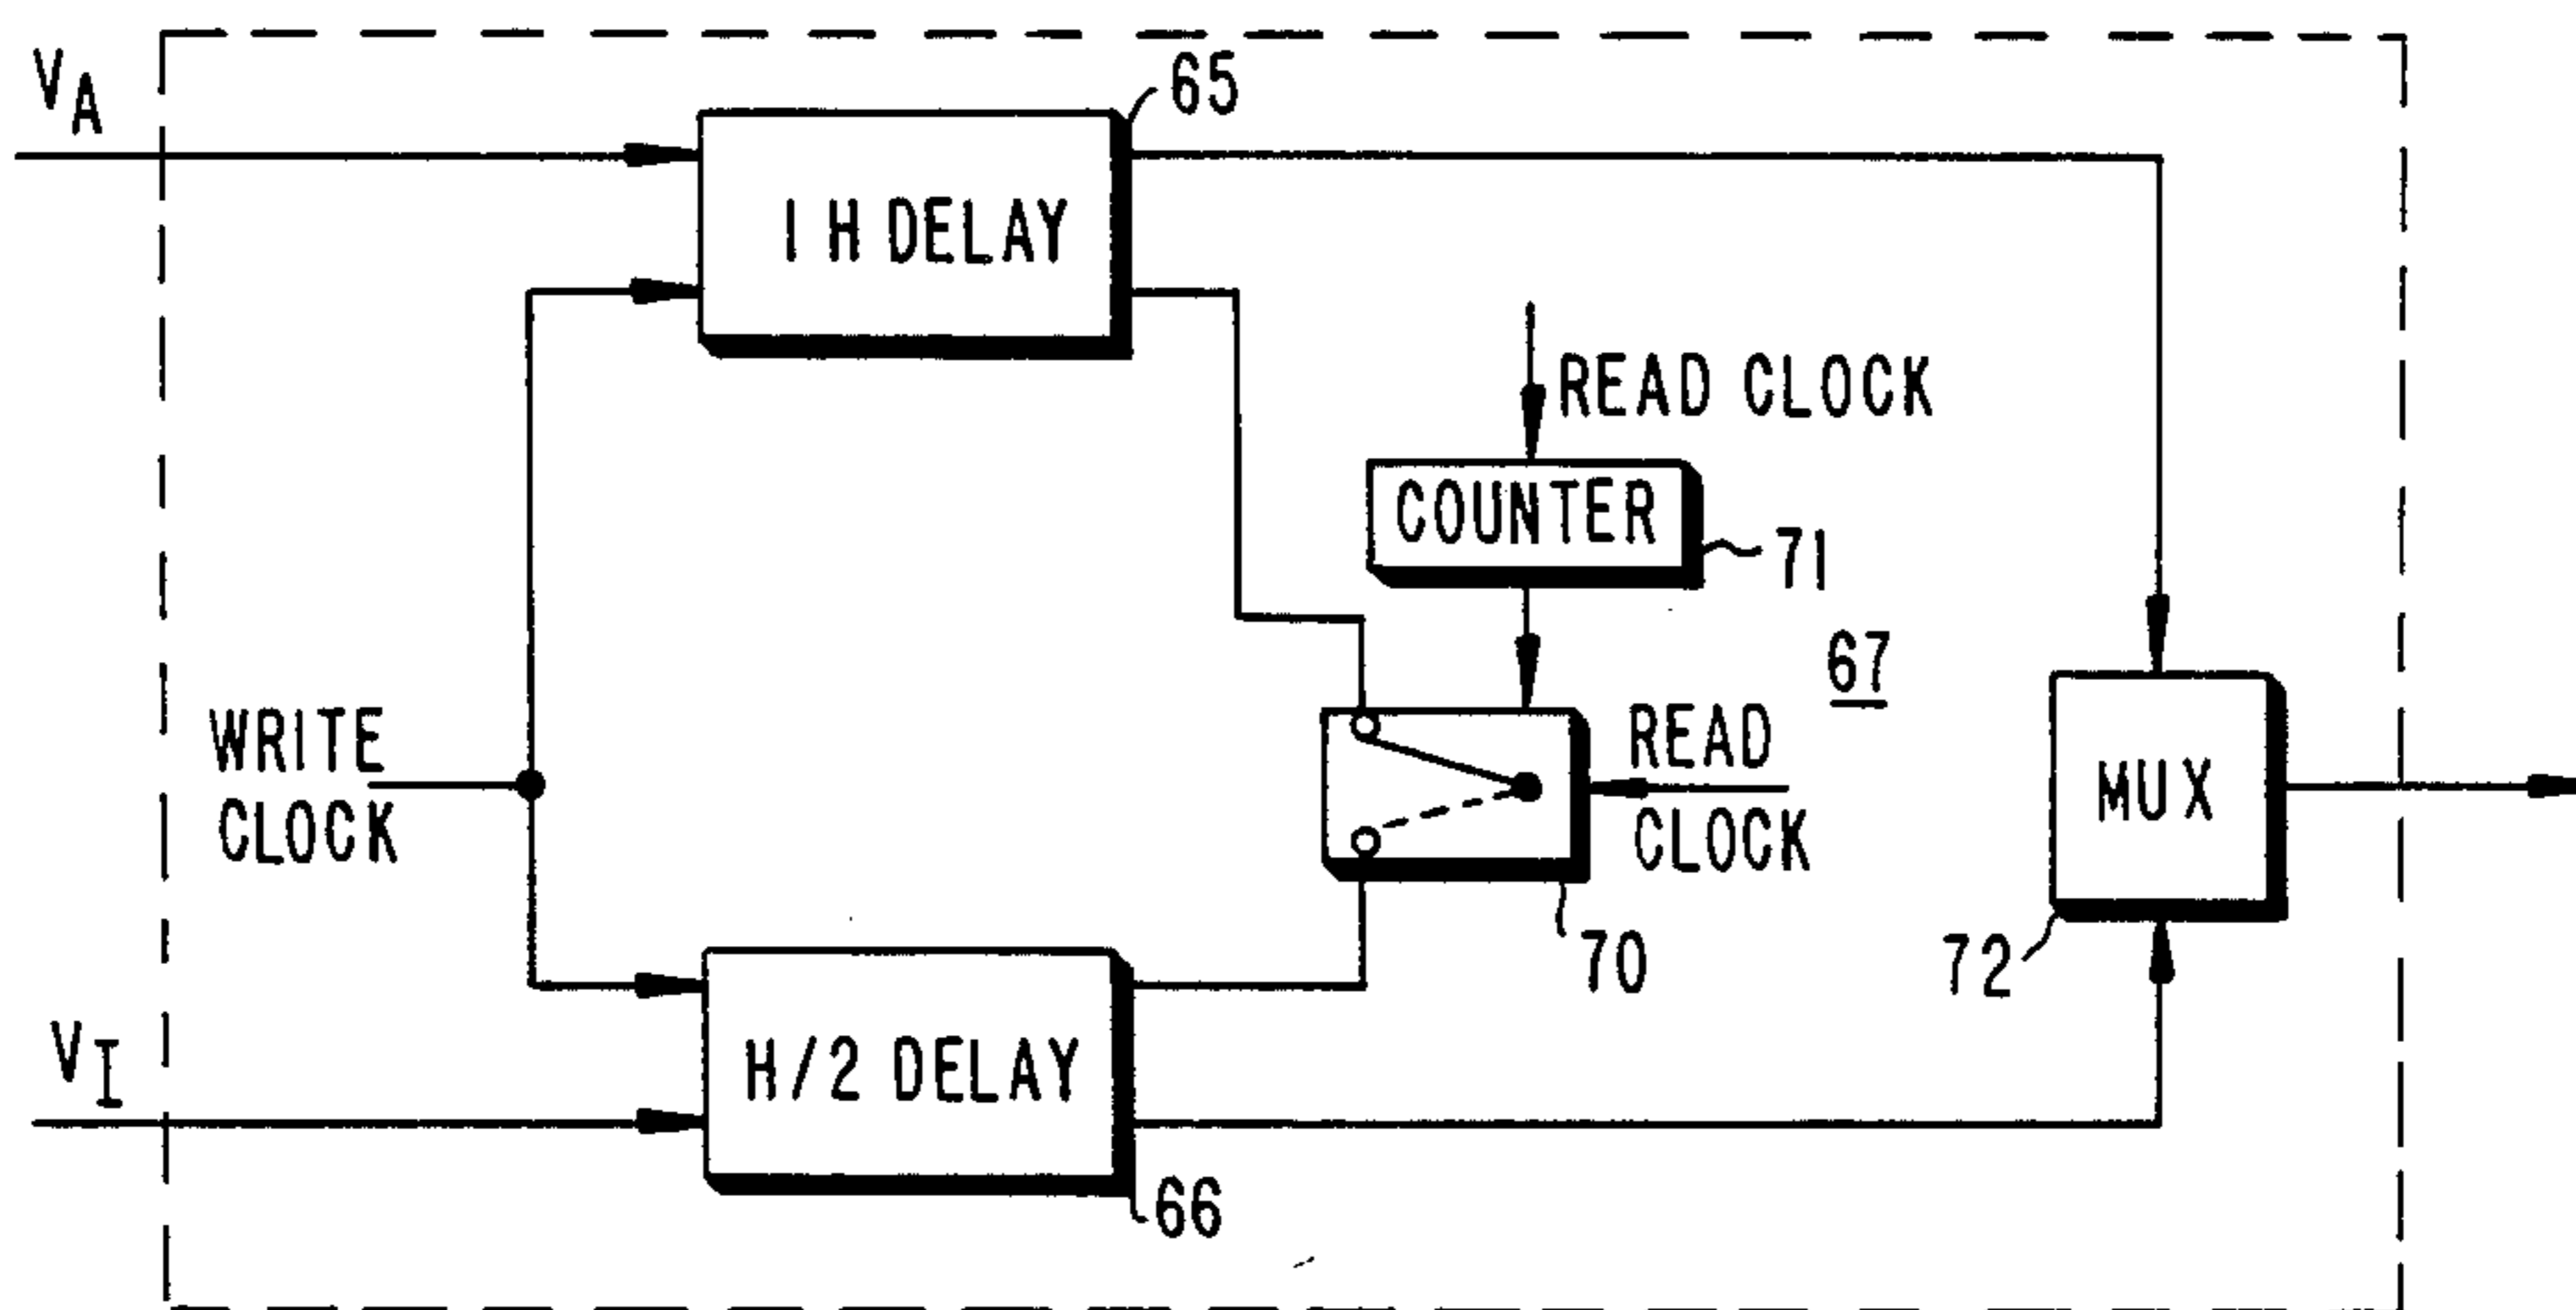 VA
65
1 H DELAY
READ CLOCK
COUNTER
71
67
WRITE
CLOCK
READ
CLOCK
MUX
70
72
VI
H/2 DELAY
66